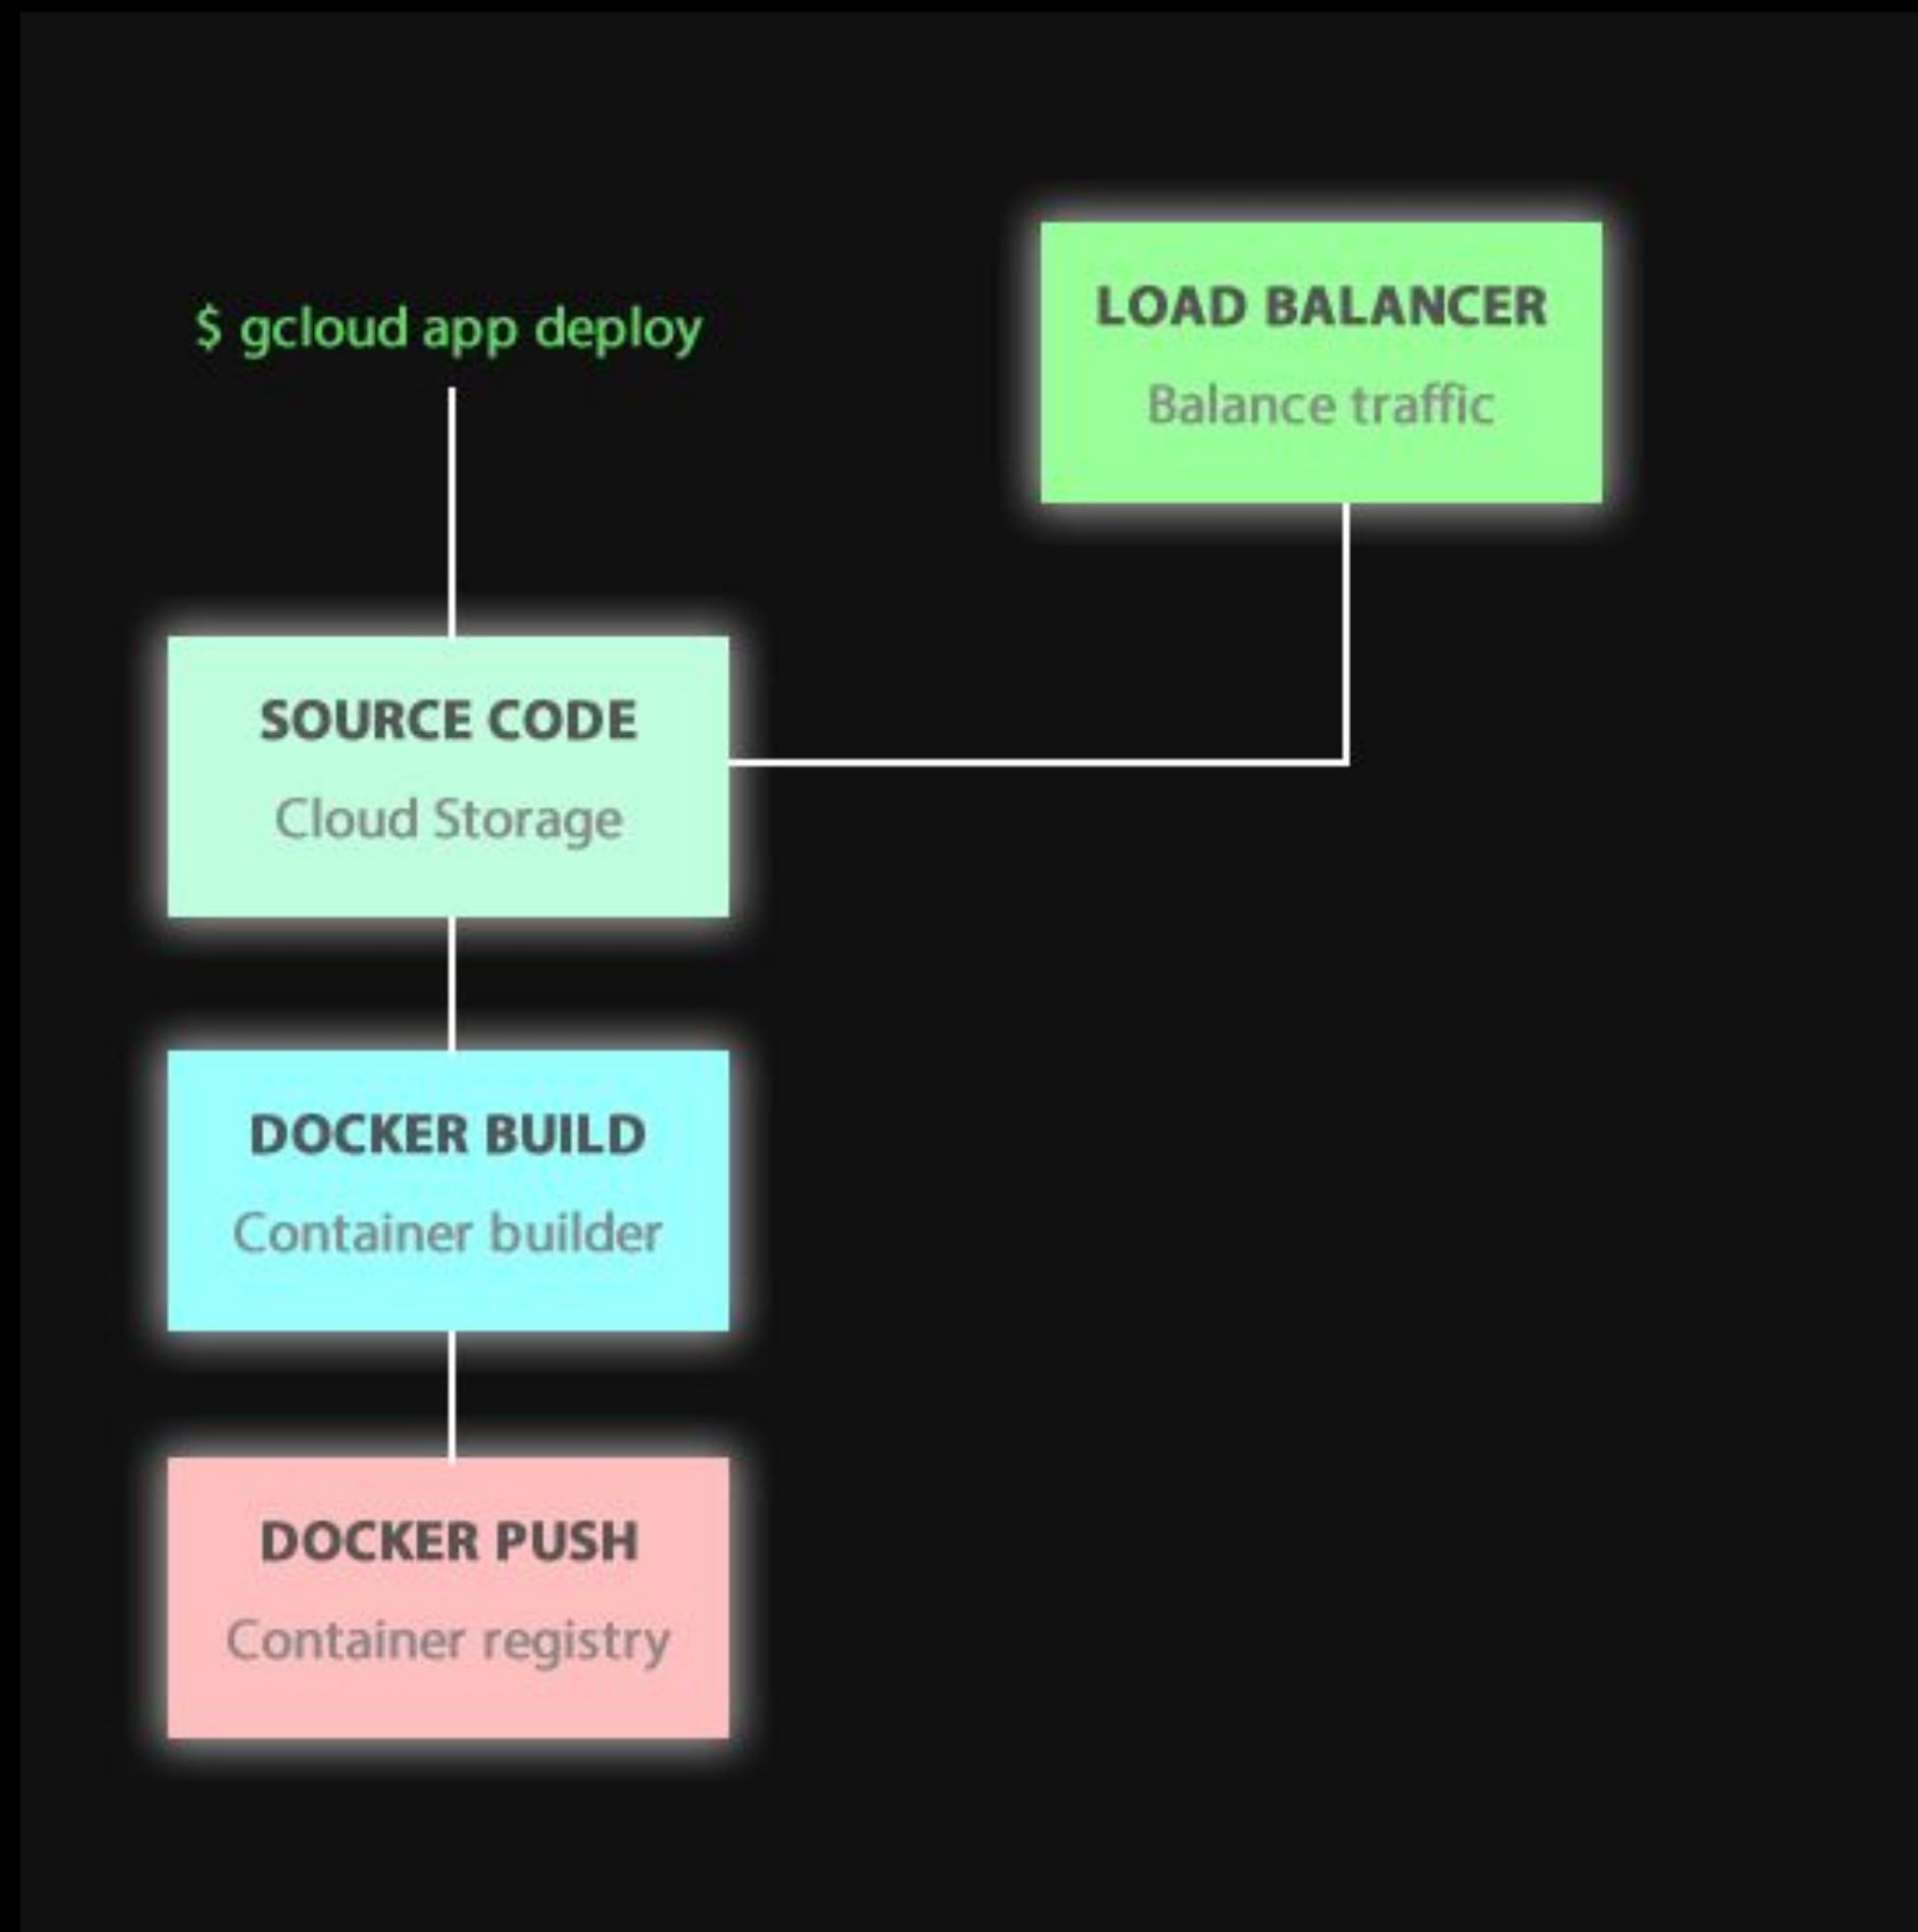 $ gcloud app deploy
LOAD BALANCER
Balance traffic
SOURCE CODE
Cloud Storage
DOCKER BUILD
Container builder
DOCKER PUSH
Container registry